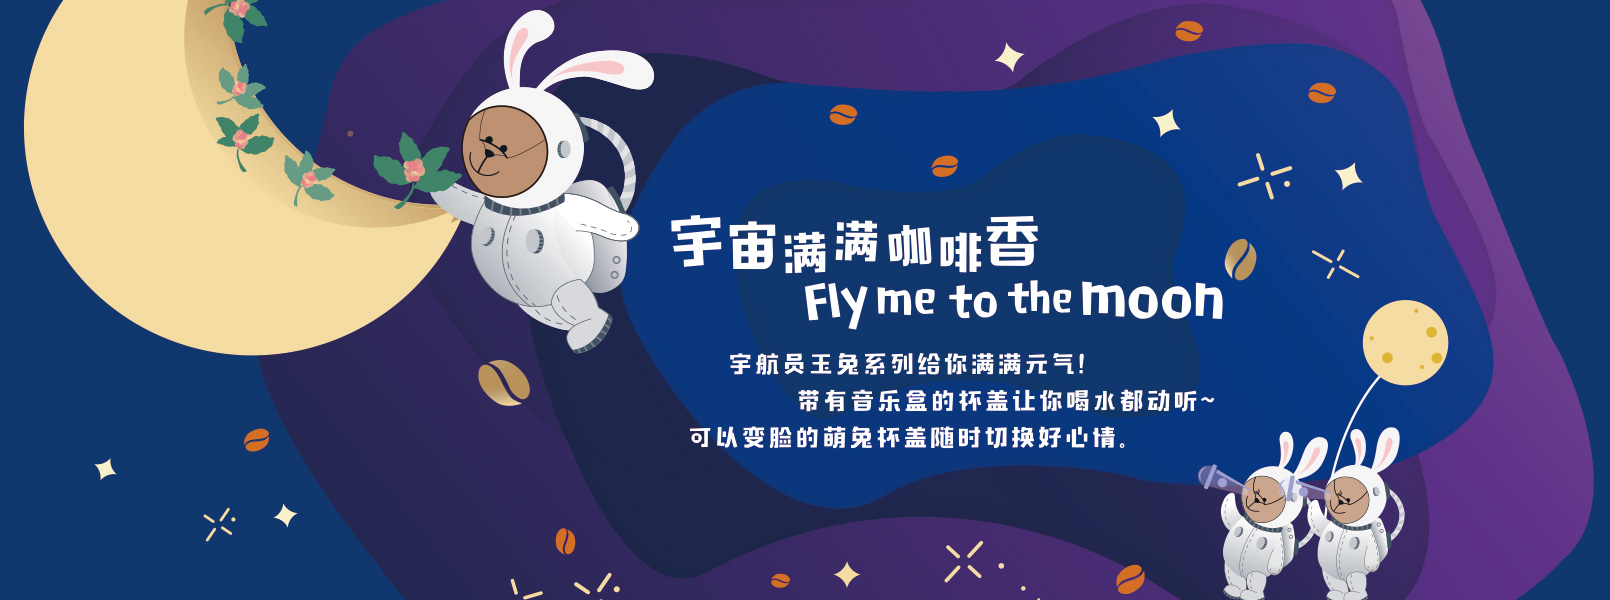 宇宙满满咖啡香
Fly me to the moon
宇航员玉兔系列给你满满元气!
带有音乐盒的杯盖让你喝水都动听~
可以变脸的萌兔杯盖随时切换好心情。